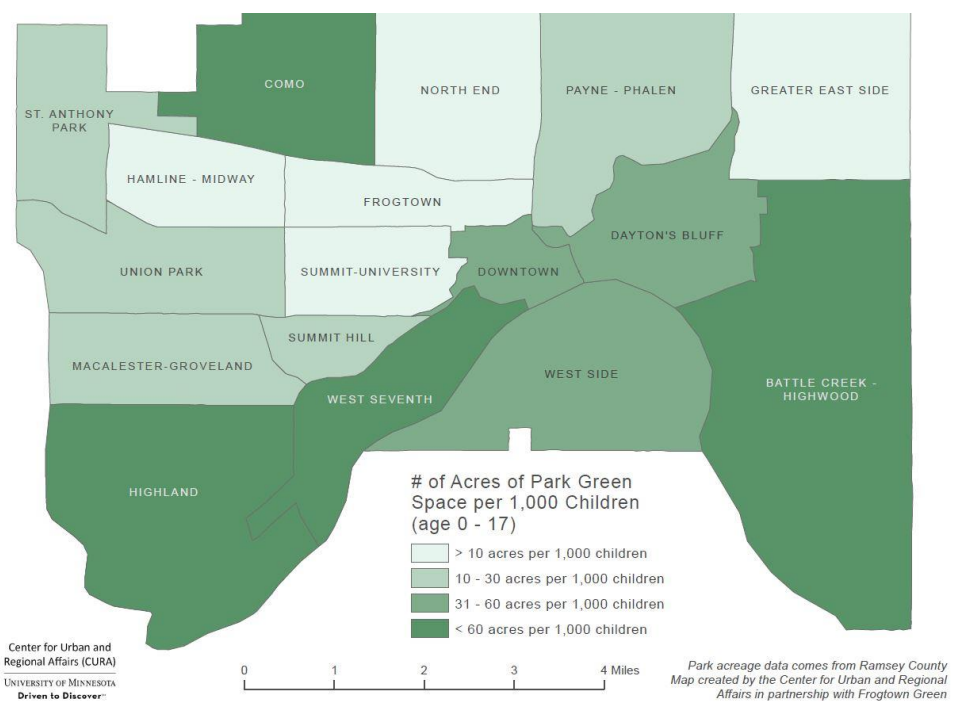 COMO
NORTH END
PAYNE - PHALEN
GREATER EAST SIDE
ST. ANTHONY
PARK
HAMLINE - MIDWAY
FROGTOWN
DAYTON'S BLUFF
UNION PARK
SUMMIT-UNIVERSITY
DOWNTOWN
SUMMIT HILL
MACALESTER-GROVELAND
WEST SIDE
BATTLE CREEK -
HIGHWOOD
WEST SEVENTH
HIGHLAND
# of Acres of Park Green
Space per 1,000 Children
(age 0 - 17)
> 10 acres per 1,000 children
10 - 30 acres per 1,000 children
31 - 60 acres per 1,000 children
< 60 acres per 1,000 children
Center for Urban and
Regional Affairs (CURA)
UNIVERSITY OF MINNESOTA
Driven to Discover℠
0 1 2 3 4 Miles
Park acreage data comes from Ramsey County
Map created by the Center for Urban and Regional
Affairs in partnership with Frogtown Green